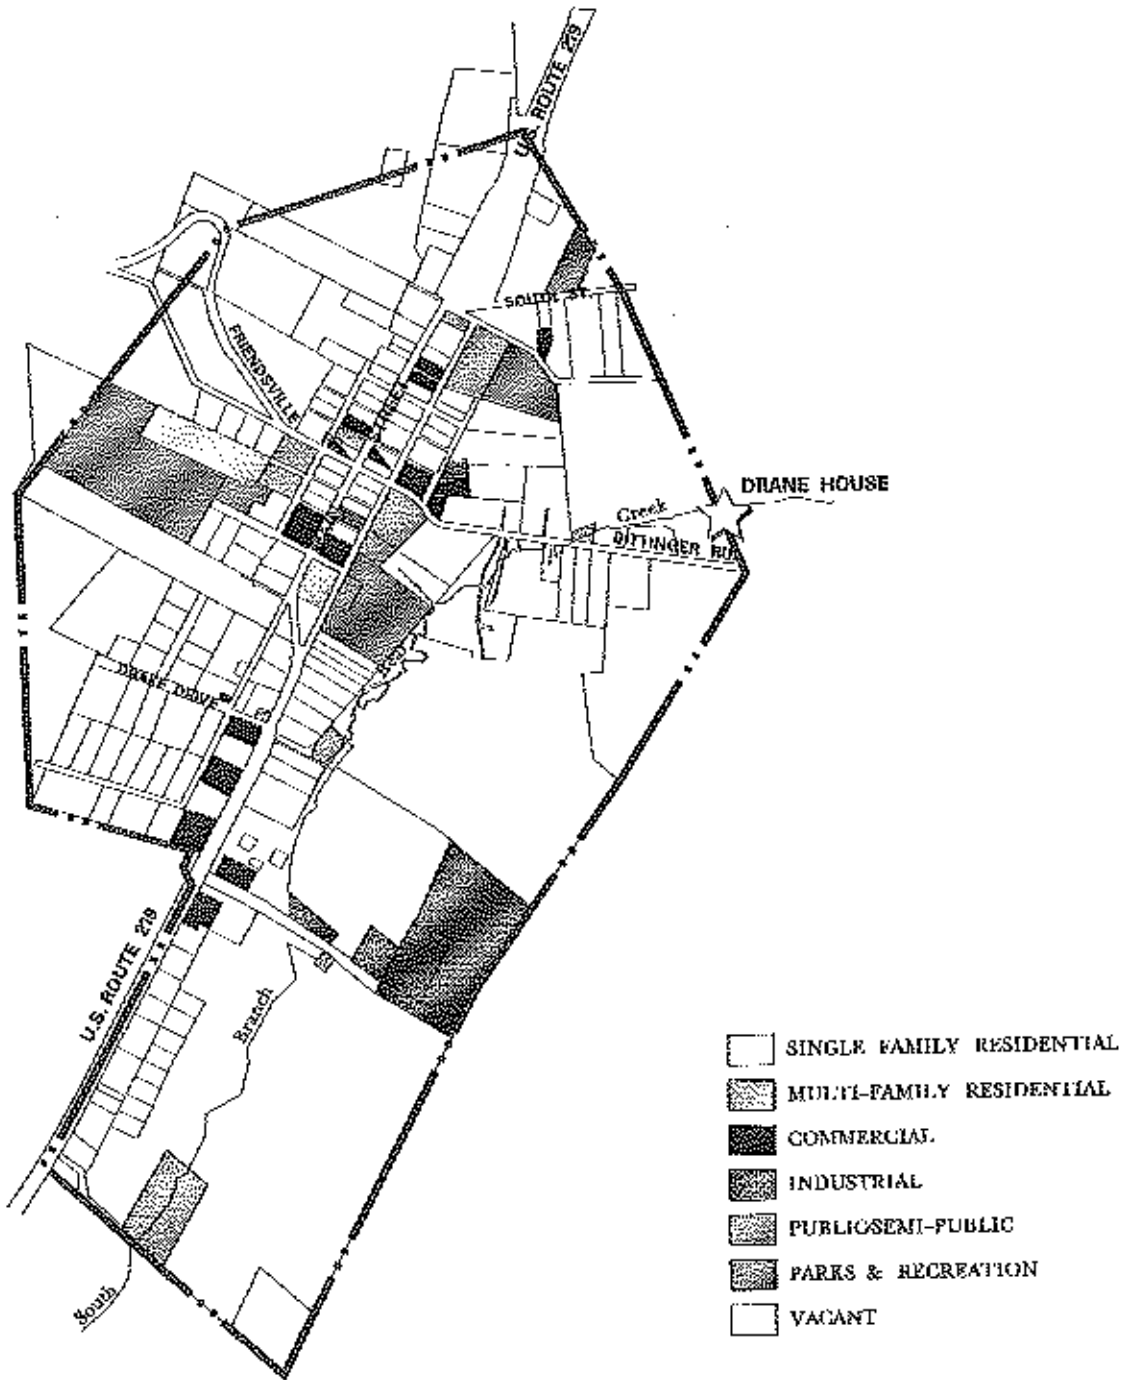 U.S. ROUTE 219
SOUTH ST.
FRIENDSVILLE
STREET
DRANE HOUSE
Creek
BITTINGER RD.
DRANE DRIVE
U.S. ROUTE 219
Branch
South
SINGLE FAMILY RESIDENTIAL
MULTI-FAMILY RESIDENTIAL
COMMERCIAL
INDUSTRIAL
PUBLIC/SEMI-PUBLIC
PARKS & RECREATION
VACANT